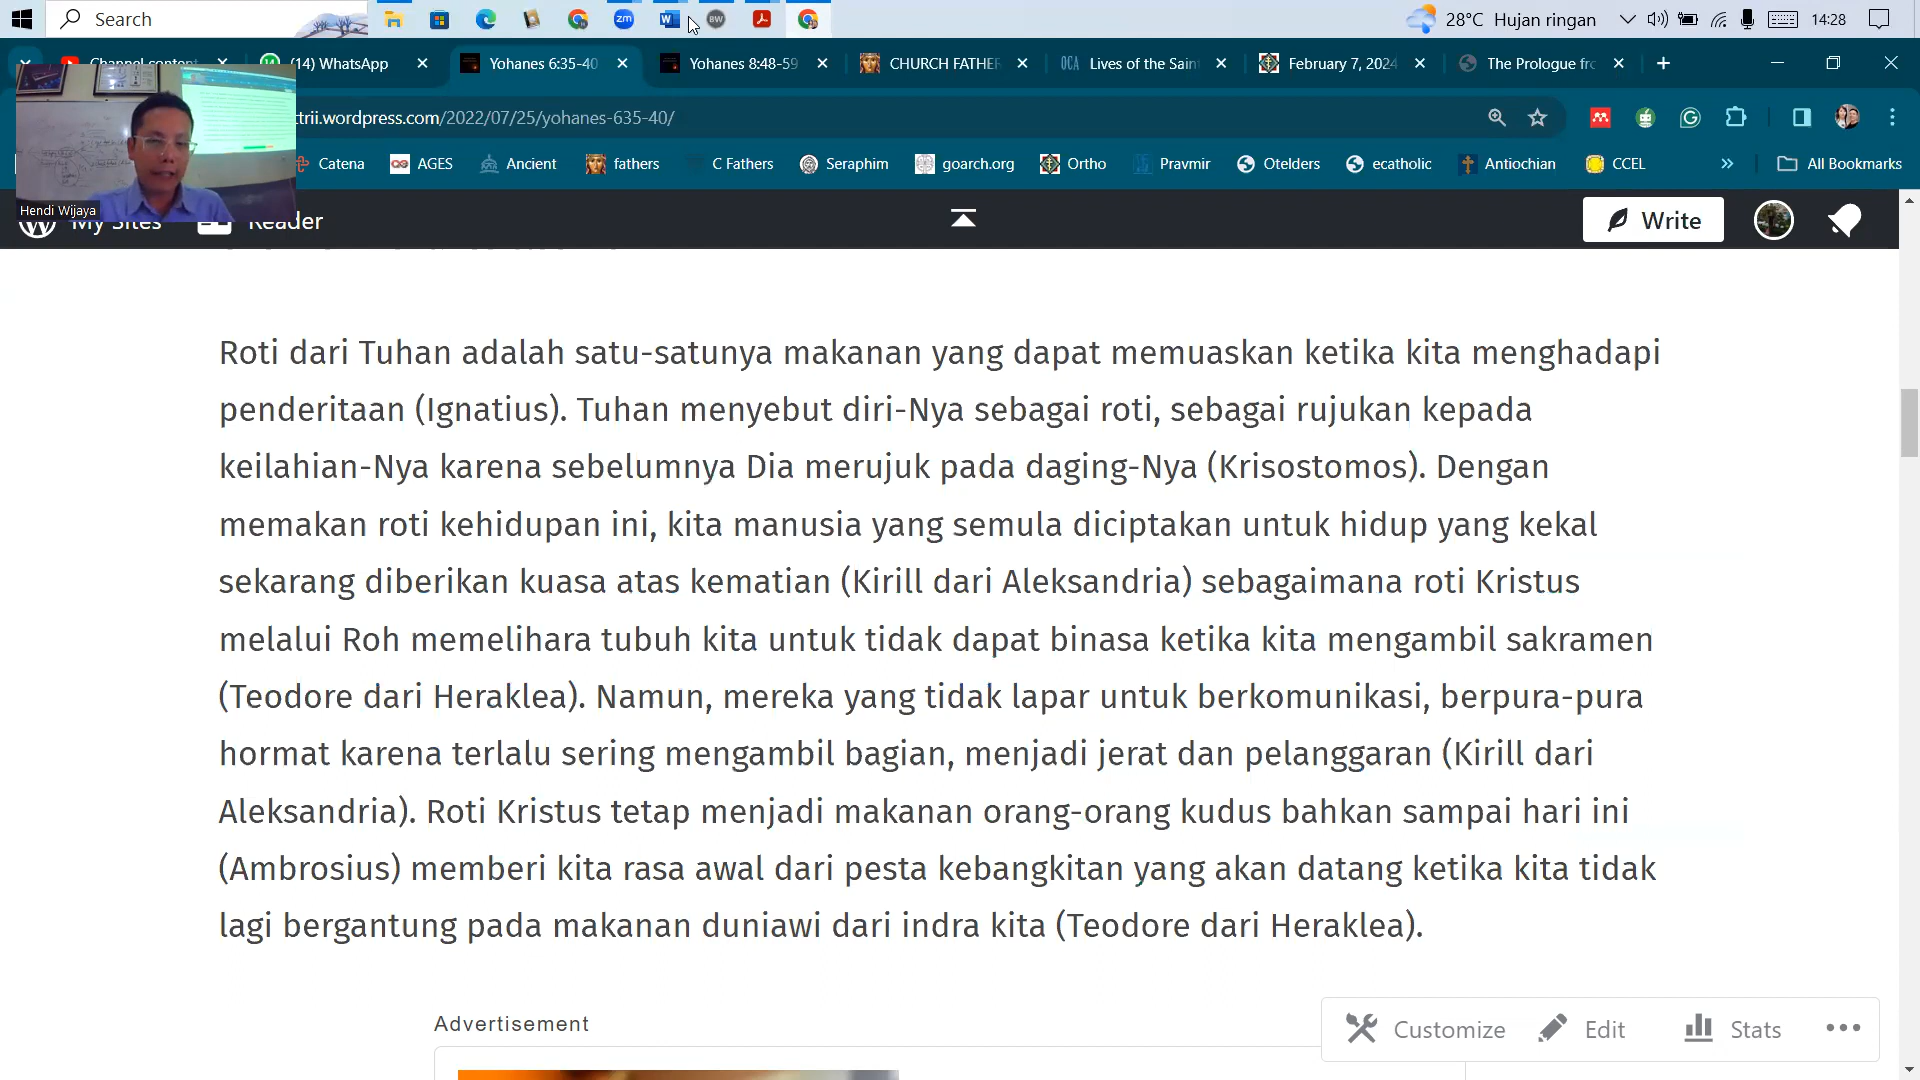 Search
28°C Hujan ringan
14:28
(14) WhatsApp
Yohanes 6:35-40
Yohanes 8:48-59
CHURCH FATHER
OCA Lives of the Sain
February 7, 2024
The Prologue fro
ctrii.wordpress.com/2022/07/25/yohanes-635-40/
Catena
AGES
Ancient
fathers
C Fathers
Seraphim
goarch.org
Ortho
Pravmir
Otelders
ecatholic
Antiochian
CCEL
All Bookmarks
Hendi Wijaya
My Sites
Reader
Write
Roti dari Tuhan adalah satu-satunya makanan yang dapat memuaskan ketika kita menghadapi
penderitaan (Ignatius). Tuhan menyebut diri-Nya sebagai roti, sebagai rujukan kepada
keilahian-Nya karena sebelumnya Dia merujuk pada daging-Nya (Krisostomos). Dengan
memakan roti kehidupan ini, kita manusia yang semula diciptakan untuk hidup yang kekal
sekarang diberikan kuasa atas kematian (Kirill dari Aleksandria) sebagaimana roti Kristus
melalui Roh memelihara tubuh kita untuk tidak dapat binasa ketika kita mengambil sakramen
(Teodore dari Heraklea). Namun, mereka yang tidak lapar untuk berkomunikasi, berpura-pura
hormat karena terlalu sering mengambil bagian, menjadi jerat dan pelanggaran (Kirill dari
Aleksandria). Roti Kristus tetap menjadi makanan orang-orang kudus bahkan sampai hari ini
(Ambrosius) memberi kita rasa awal dari pesta kebangkitan yang akan datang ketika kita tidak
lagi bergantung pada makanan duniawi dari indra kita (Teodore dari Heraklea).
Advertisement
Customize
Edit
Stats